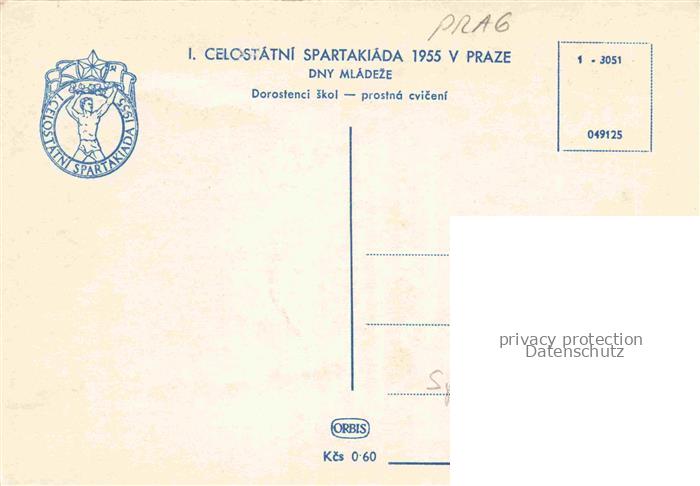 PRAG
I. CELOSTÁTNÍ SPARTAKIÁDA 1955 V PRAZE
DNY MLÁDEŽE
Dorostenci škol — prostná cvičení
1 - 3051
049125
CELOSTÁTNÍ SPARTAKIÁDA 1955
privacy protection
Datenschutz
ORBIS
Kčs 0·60